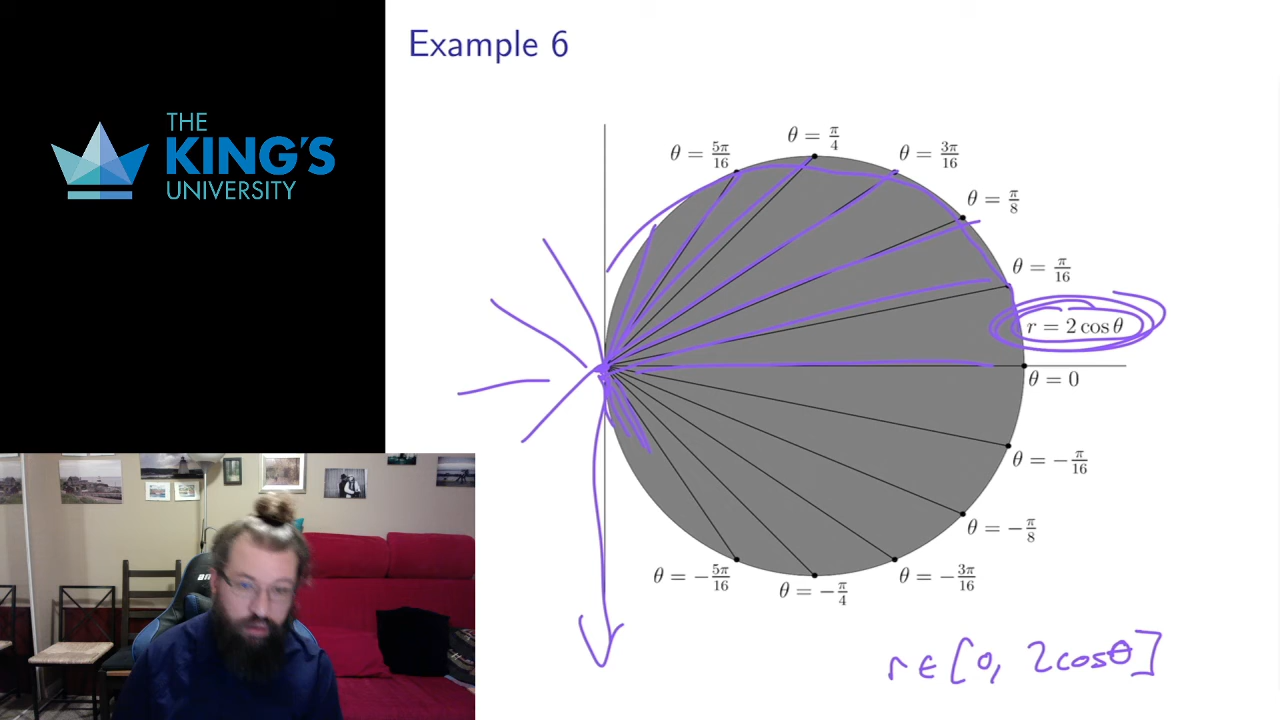 THE
KING'S
UNIVERSITY
Example 6
θ = π/4
θ = 5π/16
θ = 3π/16
θ = π/8
θ = π/16
r = 2 cos θ
θ = 0
θ = −π/16
θ = −π/8
θ = −5π/16
θ = −π/4
θ = −3π/16
r ∈ [0, 2cosθ]